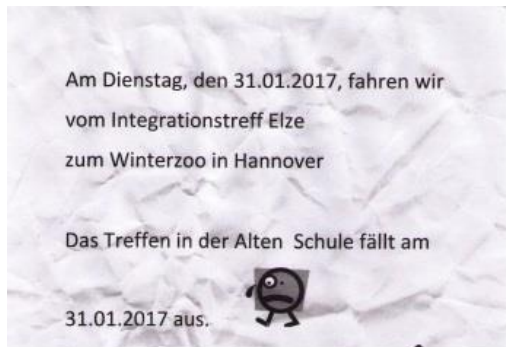 Am Dienstag, den 31.01.2017, fahren wir
vom Integrationstreff Elze
zum Winterzoo in Hannover
Das Treffen in der Alten  Schule fällt am
31.01.2017 aus.